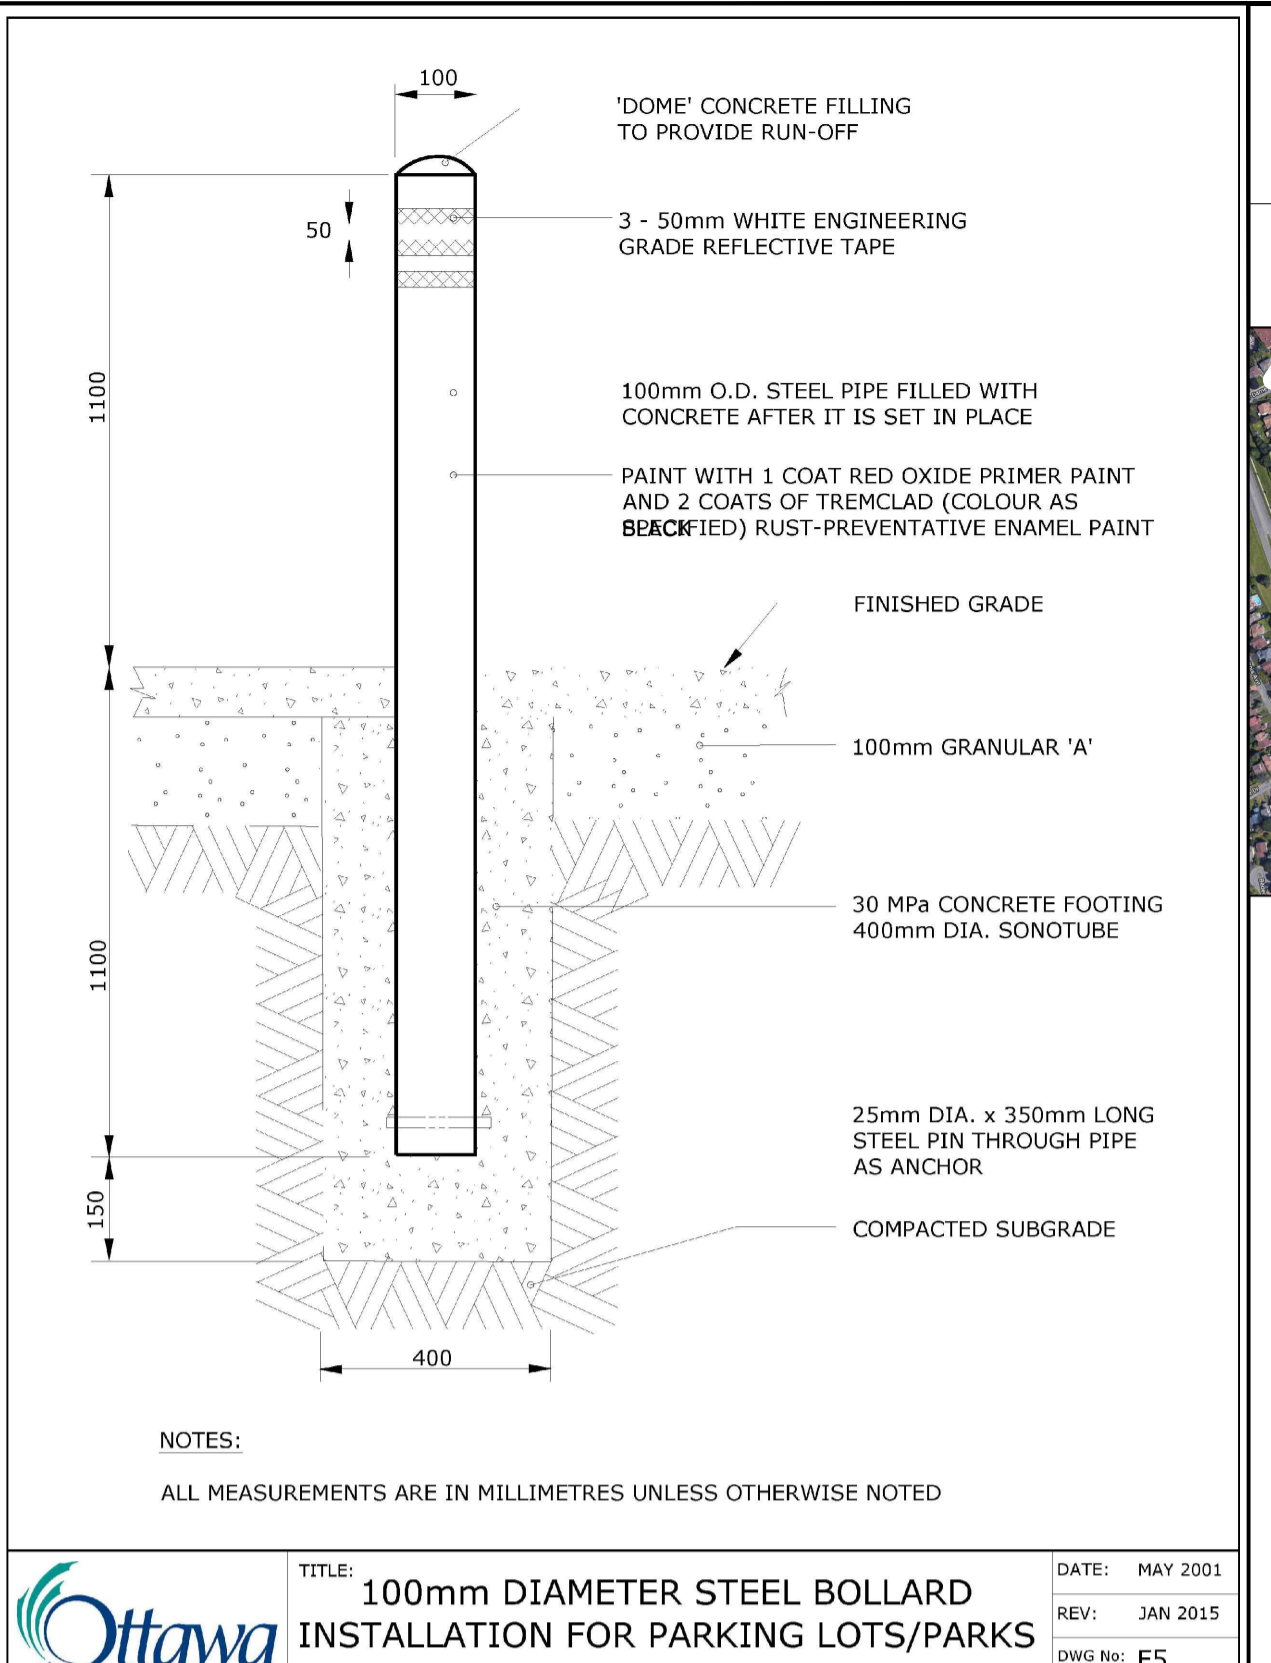 100
'DOME' CONCRETE FILLING
TO PROVIDE RUN-OFF
50
3 - 50mm WHITE ENGINEERING
GRADE REFLECTIVE TAPE
1100
100mm O.D. STEEL PIPE FILLED WITH
CONCRETE AFTER IT IS SET IN PLACE
PAINT WITH 1 COAT RED OXIDE PRIMER PAINT
AND 2 COATS OF TREMCLAD (COLOUR AS
SPECIFIED) RUST-PREVENTATIVE ENAMEL PAINT
BLACK
FINISHED GRADE
100mm GRANULAR 'A'
30 MPa CONCRETE FOOTING
400mm DIA. SONOTUBE
1100
25mm DIA. x 350mm LONG
STEEL PIN THROUGH PIPE
AS ANCHOR
150
COMPACTED SUBGRADE
400
NOTES:
ALL MEASUREMENTS ARE IN MILLIMETRES UNLESS OTHERWISE NOTED
Ottawa
TITLE:
100mm DIAMETER STEEL BOLLARD
INSTALLATION FOR PARKING LOTS/PARKS
DATE: MAY 2001
REV: JAN 2015
DWG No: F5